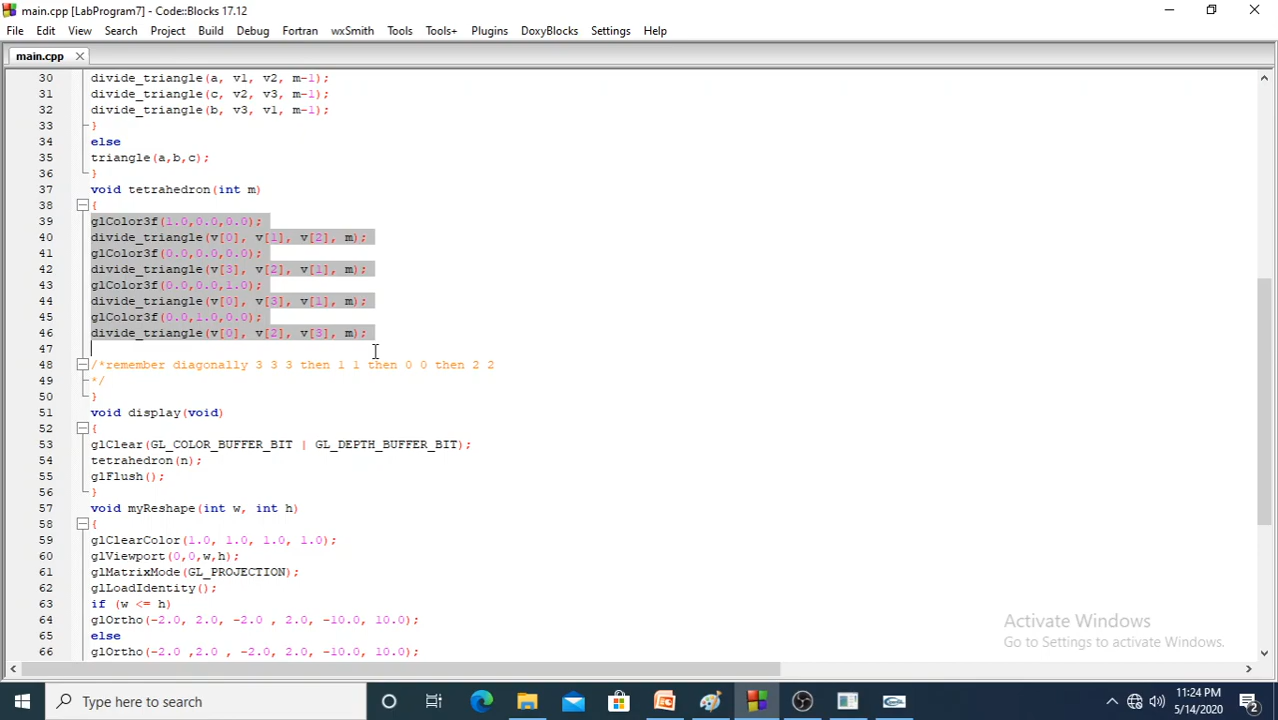 main.cpp [LabProgram7] - Code::Blocks 17.12
File Edit View Search Project Build Debug Fortran wxSmith Tools Tools+ Plugins DoxyBlocks Settings Help
main.cpp
30 divide_triangle(a, v1, v2, m-1);
31 divide_triangle(c, v2, v3, m-1);
32 divide_triangle(b, v3, v1, m-1);
33 }
34 else
35 triangle(a,b,c);
36 }
37 void tetrahedron(int m)
38 {
39 glColor3f(1.0,0.0,0.0);
40 divide_triangle(v[0], v[1], v[2], m);
41 glColor3f(0.0,0.0,0.0);
42 divide_triangle(v[3], v[2], v[1], m);
43 glColor3f(0.0,0.0,1.0);
44 divide_triangle(v[0], v[3], v[1], m);
45 glColor3f(0.0,1.0,0.0);
46 divide_triangle(v[0], v[2], v[3], m);
47
48 /*remember diagonally 3 3 3 then 1 1 then 0 0 then 2 2
49 */
50 }
51 void display(void)
52 {
53 glClear(GL_COLOR_BUFFER_BIT | GL_DEPTH_BUFFER_BIT);
54 tetrahedron(n);
55 glFlush();
56 }
57 void myReshape(int w, int h)
58 {
59 glClearColor(1.0, 1.0, 1.0, 1.0);
60 glViewport(0,0,w,h);
61 glMatrixMode(GL_PROJECTION);
62 glLoadIdentity();
63 if (w <= h)
64 glOrtho(-2.0, 2.0, -2.0 , 2.0, -10.0, 10.0);
65 else
66 glOrtho(-2.0 ,2.0 , -2.0, 2.0, -10.0, 10.0);
Activate Windows
Go to Settings to activate Windows.
Type here to search
11:24 PM
5/14/2020
2